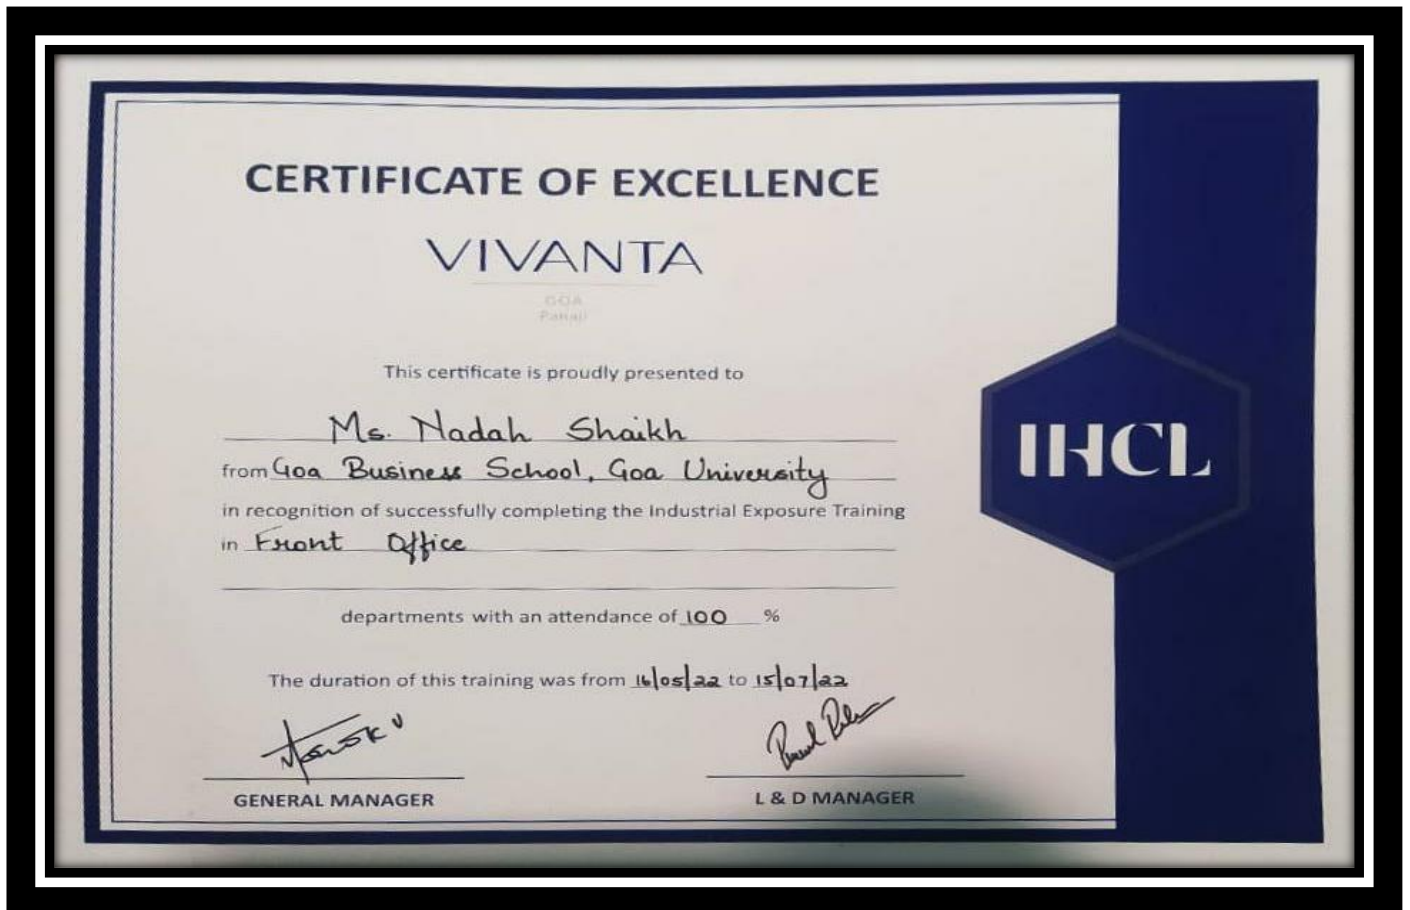 CERTIFICATE OF EXCELLENCE
VIVANTA
GOA
Panaji
This certificate is proudly presented to
Ms. Nadah Shaikh
from Goa Business School, Goa University
in recognition of successfully completing the Industrial Exposure Training
in Front Office
departments with an attendance of 100 %
The duration of this training was from 16/05/22 to 15/07/22
GENERAL MANAGER
L & D MANAGER
IHCL